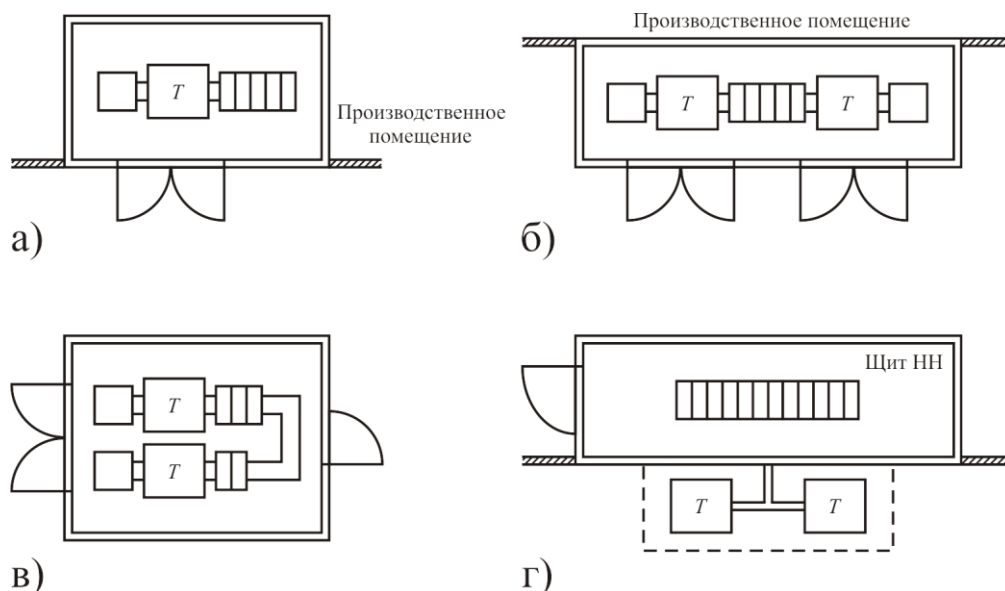 Т
Производственное
помещение
а)
Производственное помещение
Т
Т
б)
Т
Т
в)
Щит НН
Т
Т
г)